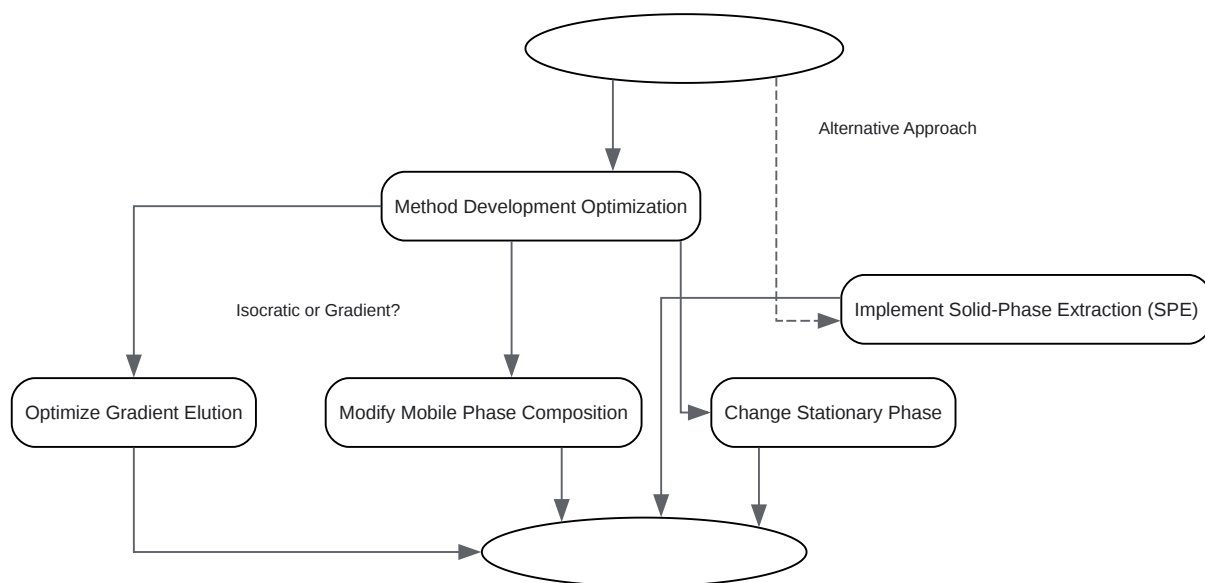 Alternative Approach
Method Development Optimization
Isocratic or Gradient?
Implement Solid-Phase Extraction (SPE)
Optimize Gradient Elution
Modify Mobile Phase Composition
Change Stationary Phase